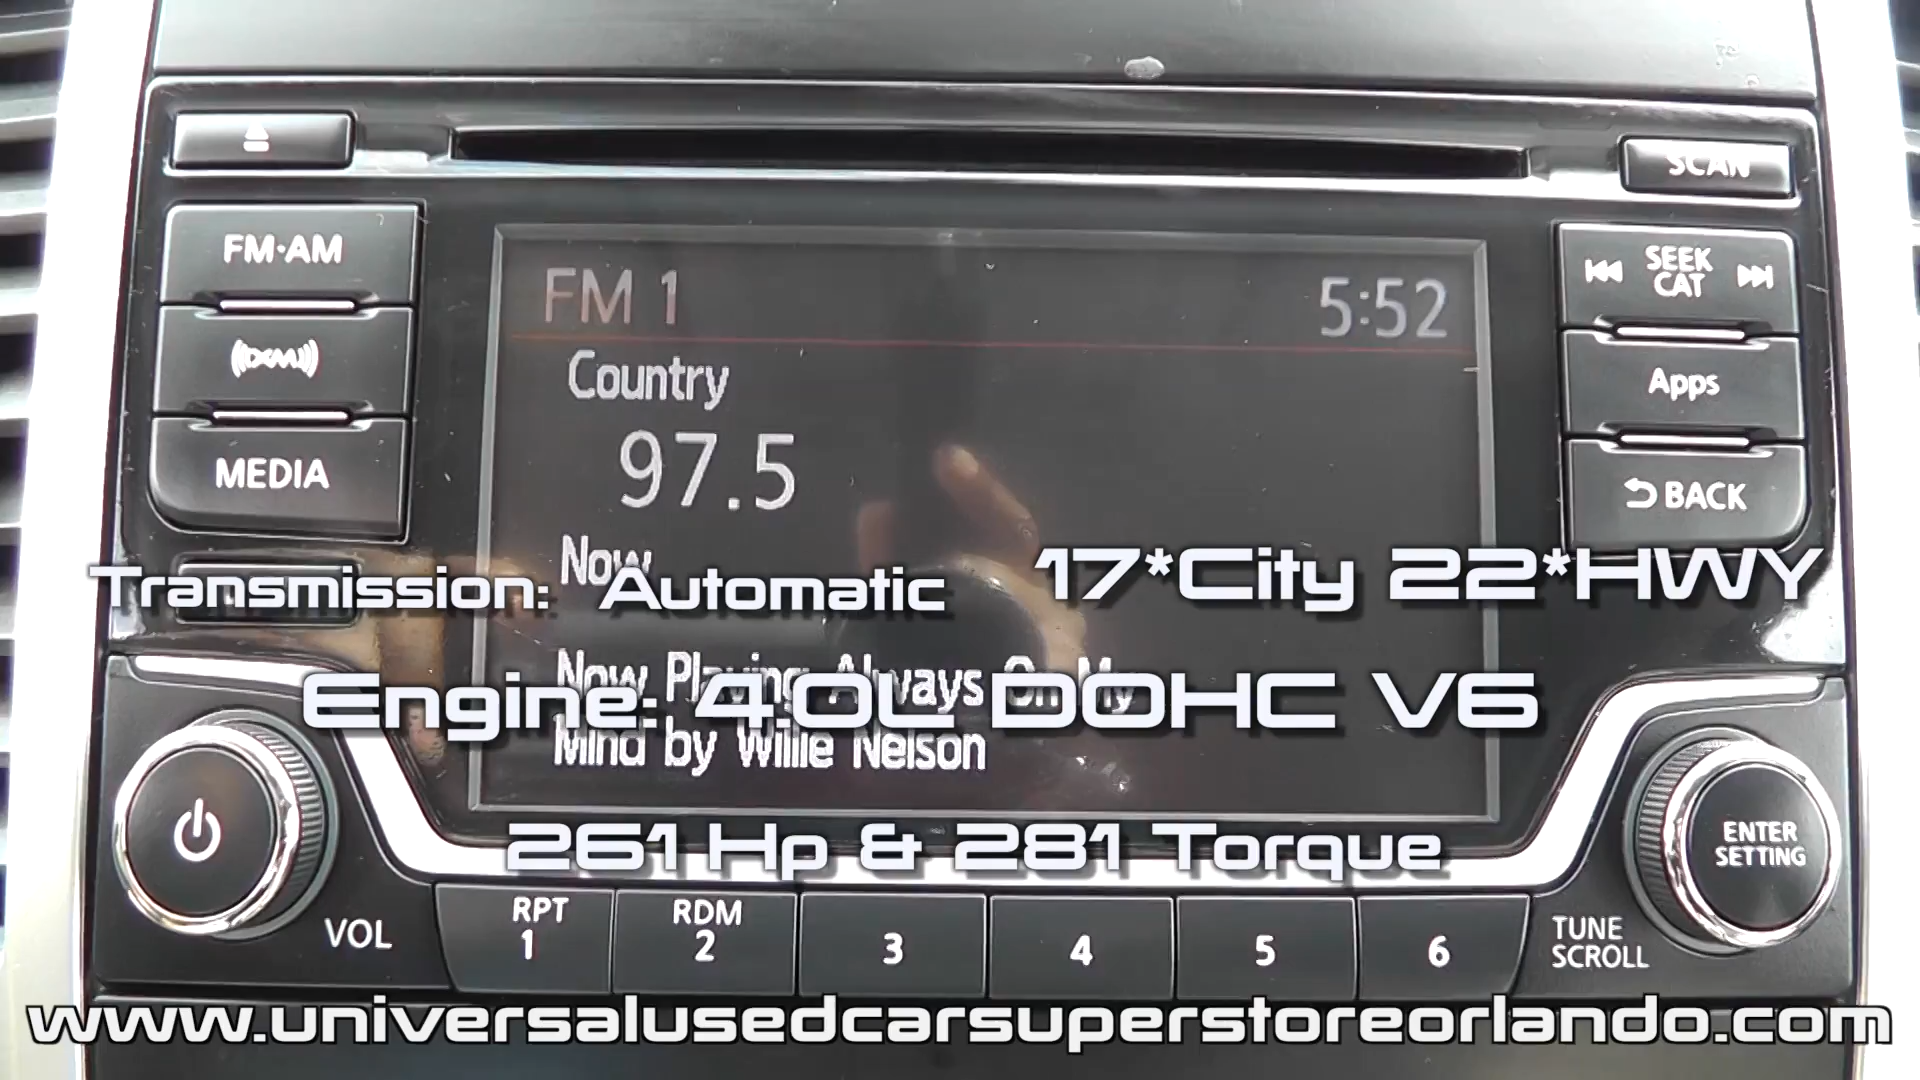 SCAN
FM·AM
FM 1
5:52
SEEK
CAT
Country
XM
Apps
97.5
MEDIA
BACK
Now
Transmission: Automatic
17*City 22*HWY
Now Playing Always On My
Engine: 4.0L DOHC V6
Mind by Willie Nelson
ENTER
SETTING
261 Hp & 281 Torque
VOL
RPT
1
RDM
2
3
4
5
6
TUNE
SCROLL
www.universalusedcarsuperstoreorlando.com